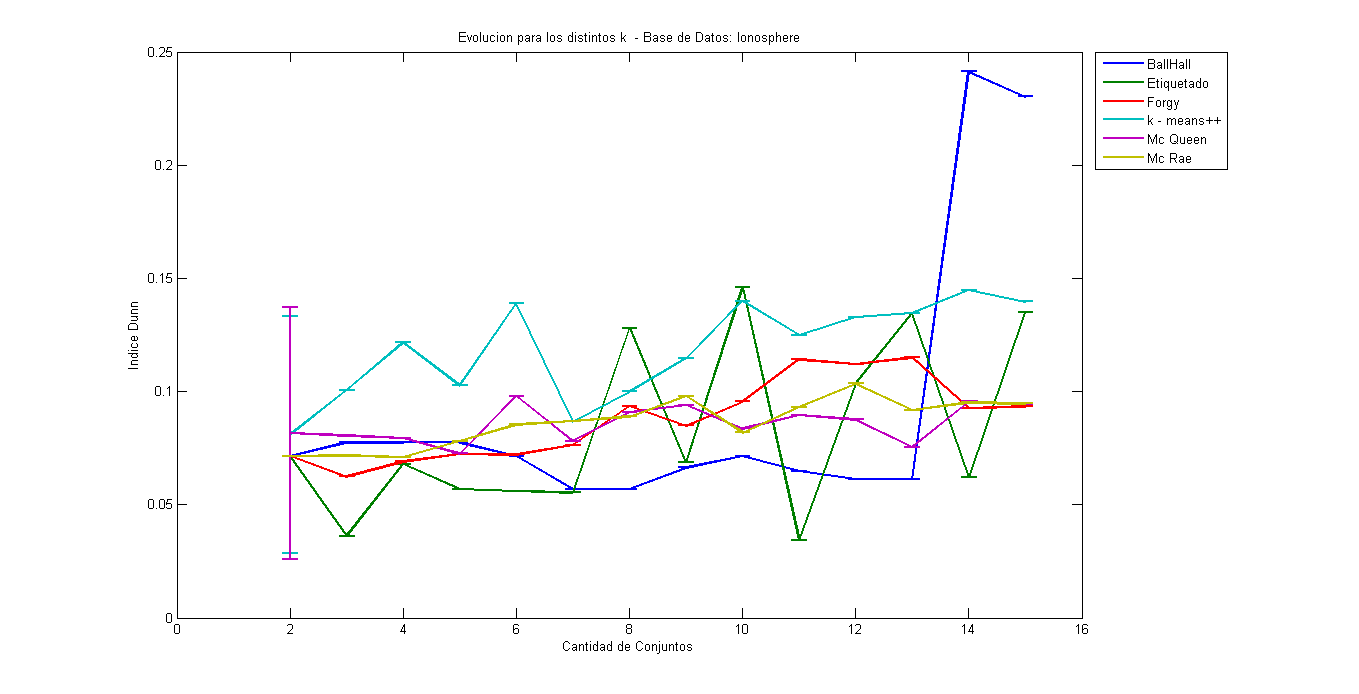 Evolucion para los distintos k  - Base de Datos: Ionosphere
0.25
0.2
0.15
0.1
0.05
0
Indice Dunn
0 2 4 6 8 10 12 14 16
Cantidad de Conjuntos
BallHall
Etiquetado
Forgy
k - means++
Mc Queen
Mc Rae